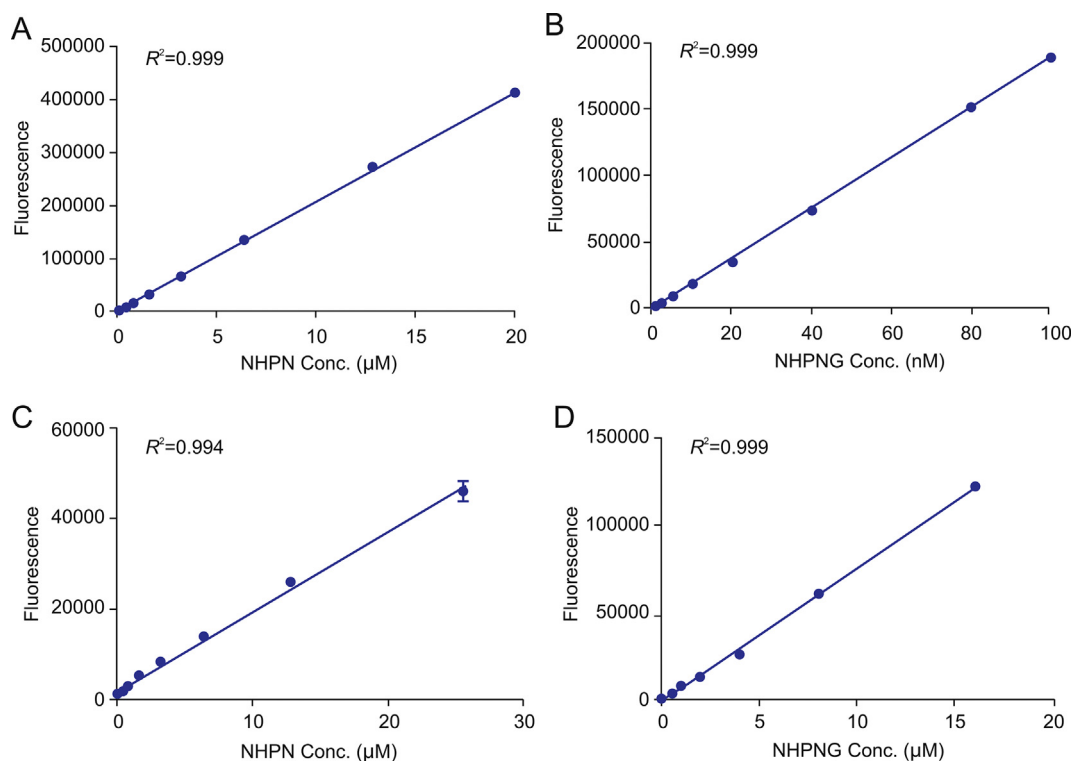 A
R²=0.999
500000
400000
300000
200000
100000
0
Fluorescence
0 5 10 15 20
NHPN Conc. (µM)
B
R²=0.999
200000
150000
100000
50000
0
Fluorescence
0 20 40 60 80 100
NHPNG Conc. (nM)
C
R²=0.994
60000
40000
20000
0
Fluorescence
0 10 20 30
NHPN Conc. (µM)
D
R²=0.999
150000
100000
50000
0
Fluorescence
0 5 10 15 20
NHPNG Conc. (µM)